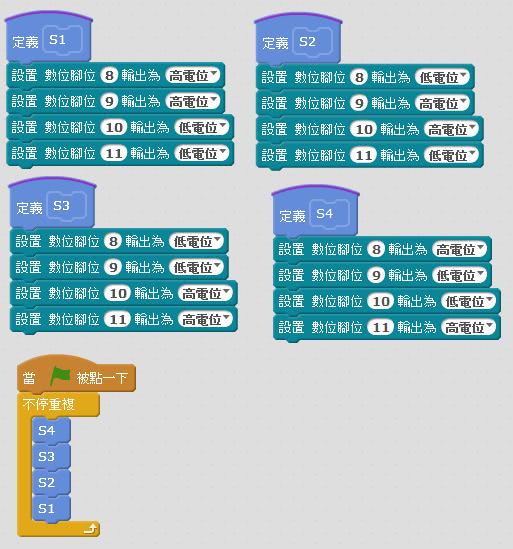 定義 S1
設置 數位腳位 8 輸出為 高電位
設置 數位腳位 9 輸出為 高電位
設置 數位腳位 10 輸出為 低電位
設置 數位腳位 11 輸出為 低電位
定義 S2
設置 數位腳位 8 輸出為 低電位
設置 數位腳位 9 輸出為 高電位
設置 數位腳位 10 輸出為 高電位
設置 數位腳位 11 輸出為 低電位
定義 S3
設置 數位腳位 8 輸出為 低電位
設置 數位腳位 9 輸出為 低電位
設置 數位腳位 10 輸出為 高電位
設置 數位腳位 11 輸出為 高電位
定義 S4
設置 數位腳位 8 輸出為 高電位
設置 數位腳位 9 輸出為 低電位
設置 數位腳位 10 輸出為 低電位
設置 數位腳位 11 輸出為 高電位
當 被點一下
不停重複
S4
S3
S2
S1